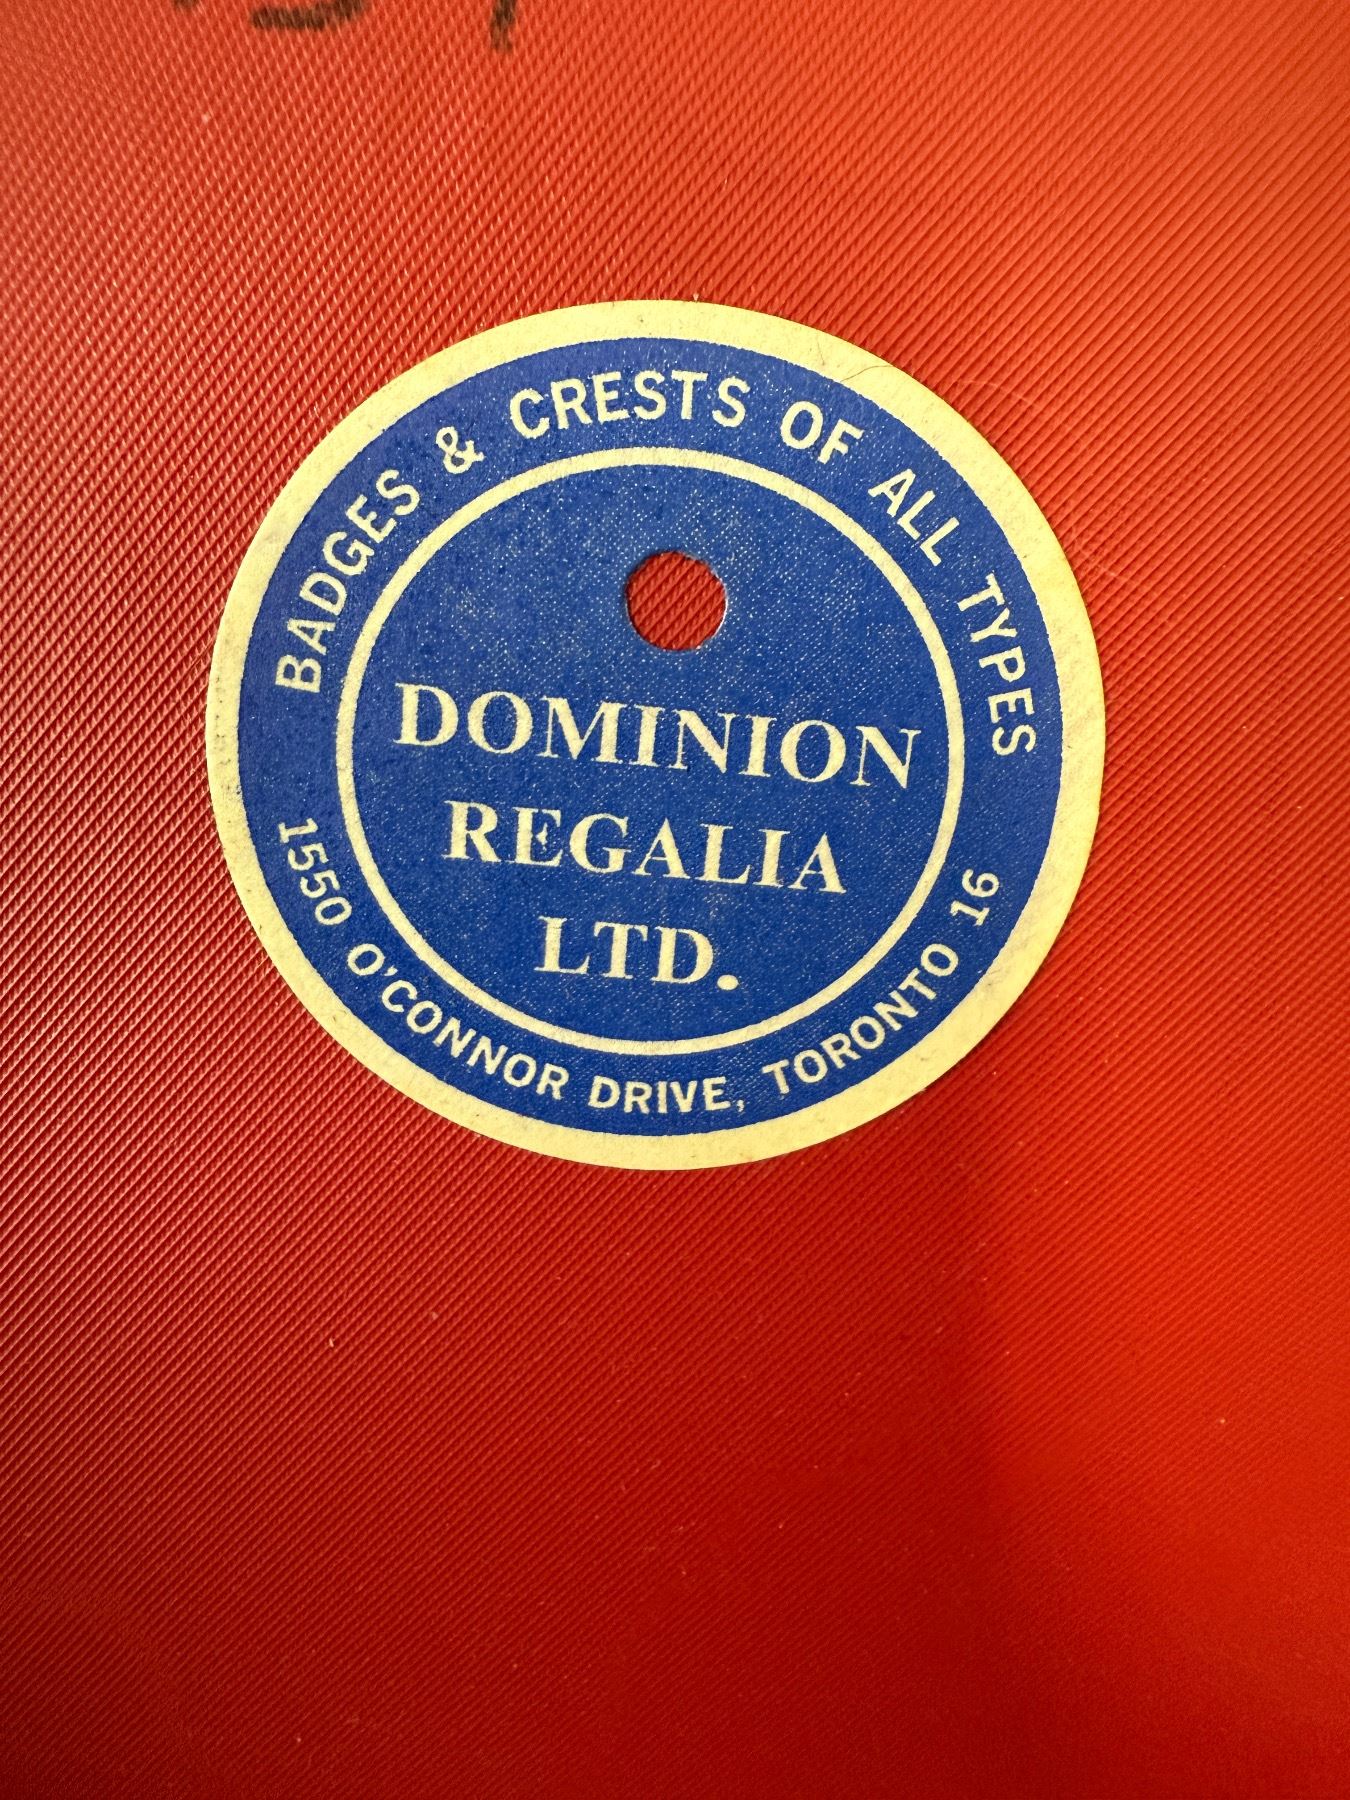 BADGES & CRESTS OF ALL TYPES
DOMINION
REGALIA
LTD.
1550 O'CONNOR DRIVE, TORONTO 16